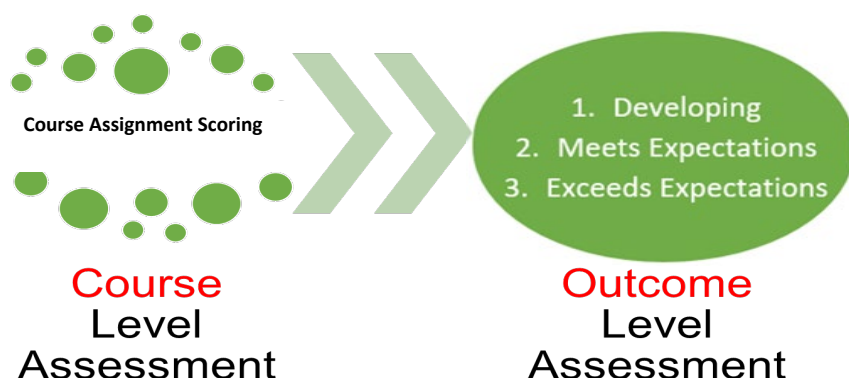 Course Assignment Scoring
1. Developing
2. Meets Expectations
3. Exceeds Expectations
Course
Level
Assessment
Outcome
Level
Assessment